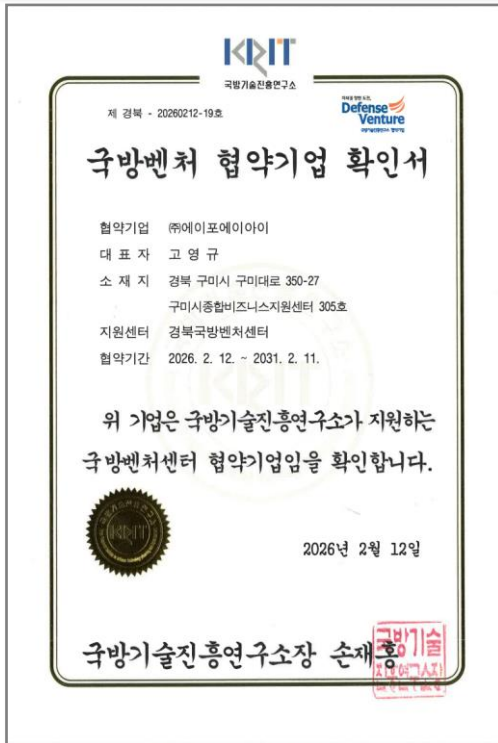 KRIT
국방기술진흥연구소
제 경북 - 20260212-19호
Defense
Venture
국방벤처 협약기업 확인서
협약기업 ㈜에이포에이아이
대 표 자 고 영 규
소 재 지 경북 구미시 구미대로 350-27
구미시종합비즈니스지원센터 305호
지원센터 경북국방벤처센터
협약기간 2026. 2. 12. ~ 2031. 2. 11.
위 기업은 국방기술진흥연구소가 지원하는
국방벤처센터 협약기업임을 확인합니다.
KRIT
2026년 2월 12일
국방기술진흥연구소장 손재홍
국방기술
진흥연구소장